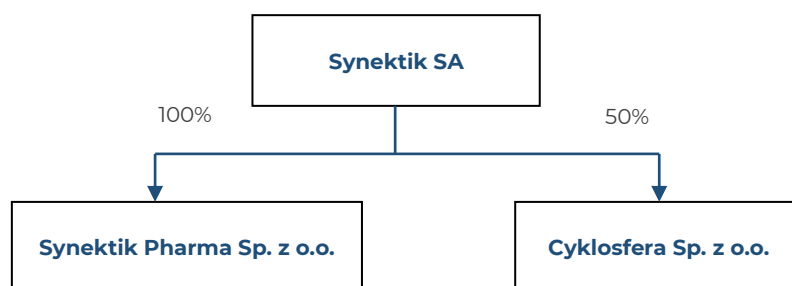 Synektik SA
100%
50%
Synektik Pharma Sp. z o.o.
Cyklosfera Sp. z o.o.